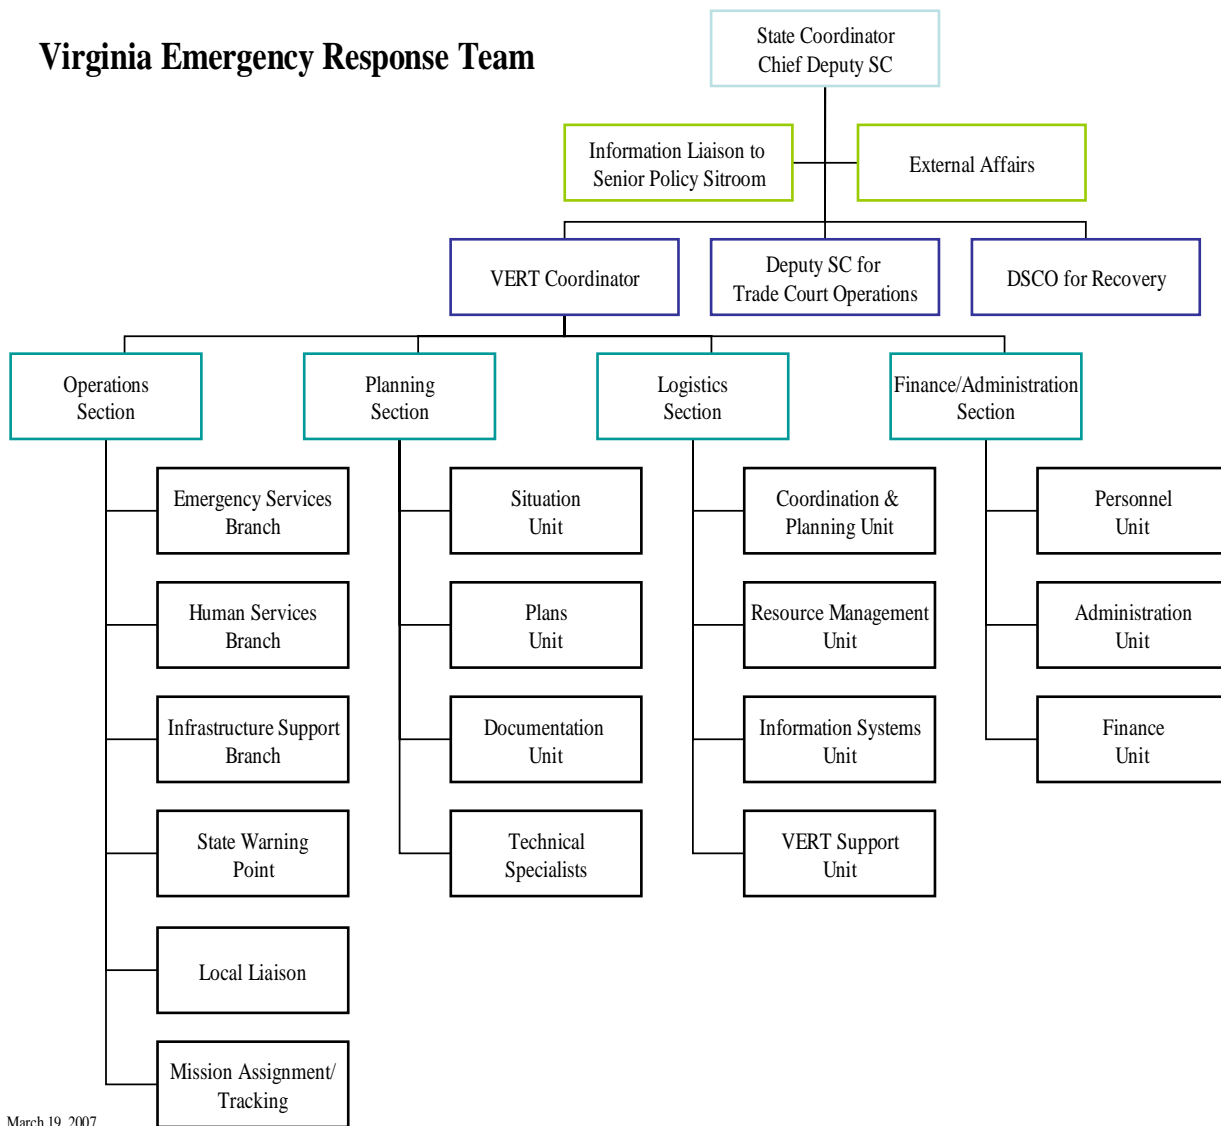 Virginia Emergency Response Team
State Coordinator
Chief Deputy SC
Information Liaison to
Senior Policy Sitroom
External Affairs
VERT Coordinator
Deputy SC for
Trade Court Operations
DSCO for Recovery
Operations
Section
Planning
Section
Logistics
Section
Finance/Administration
Section
Emergency Services
Branch
Human Services
Branch
Infrastructure Support
Branch
State Warning
Point
Local Liaison
Mission Assignment/
Tracking
Situation
Unit
Plans
Unit
Documentation
Unit
Technical
Specialists
Coordination &
Planning Unit
Resource Management
Unit
Information Systems
Unit
VERT Support
Unit
Personnel
Unit
Administration
Unit
Finance
Unit
March 19, 2007